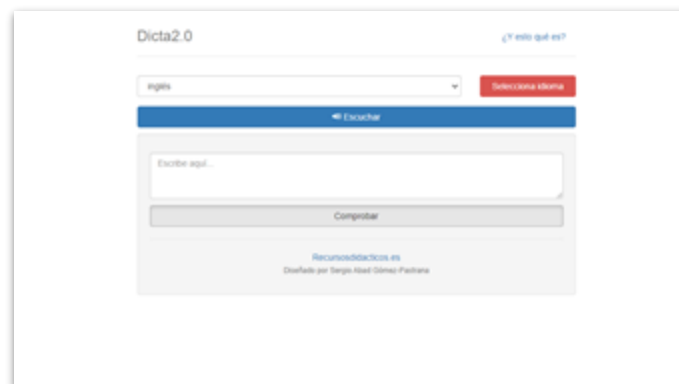 Dicta2.0
¿Y esto qué es?
inglés
Selecciona idioma
Escuchar
Escribe aquí...
Comprobar
Recursosdidacticos.es
Diseñado por Sergio Abad Gómez-Pastrana